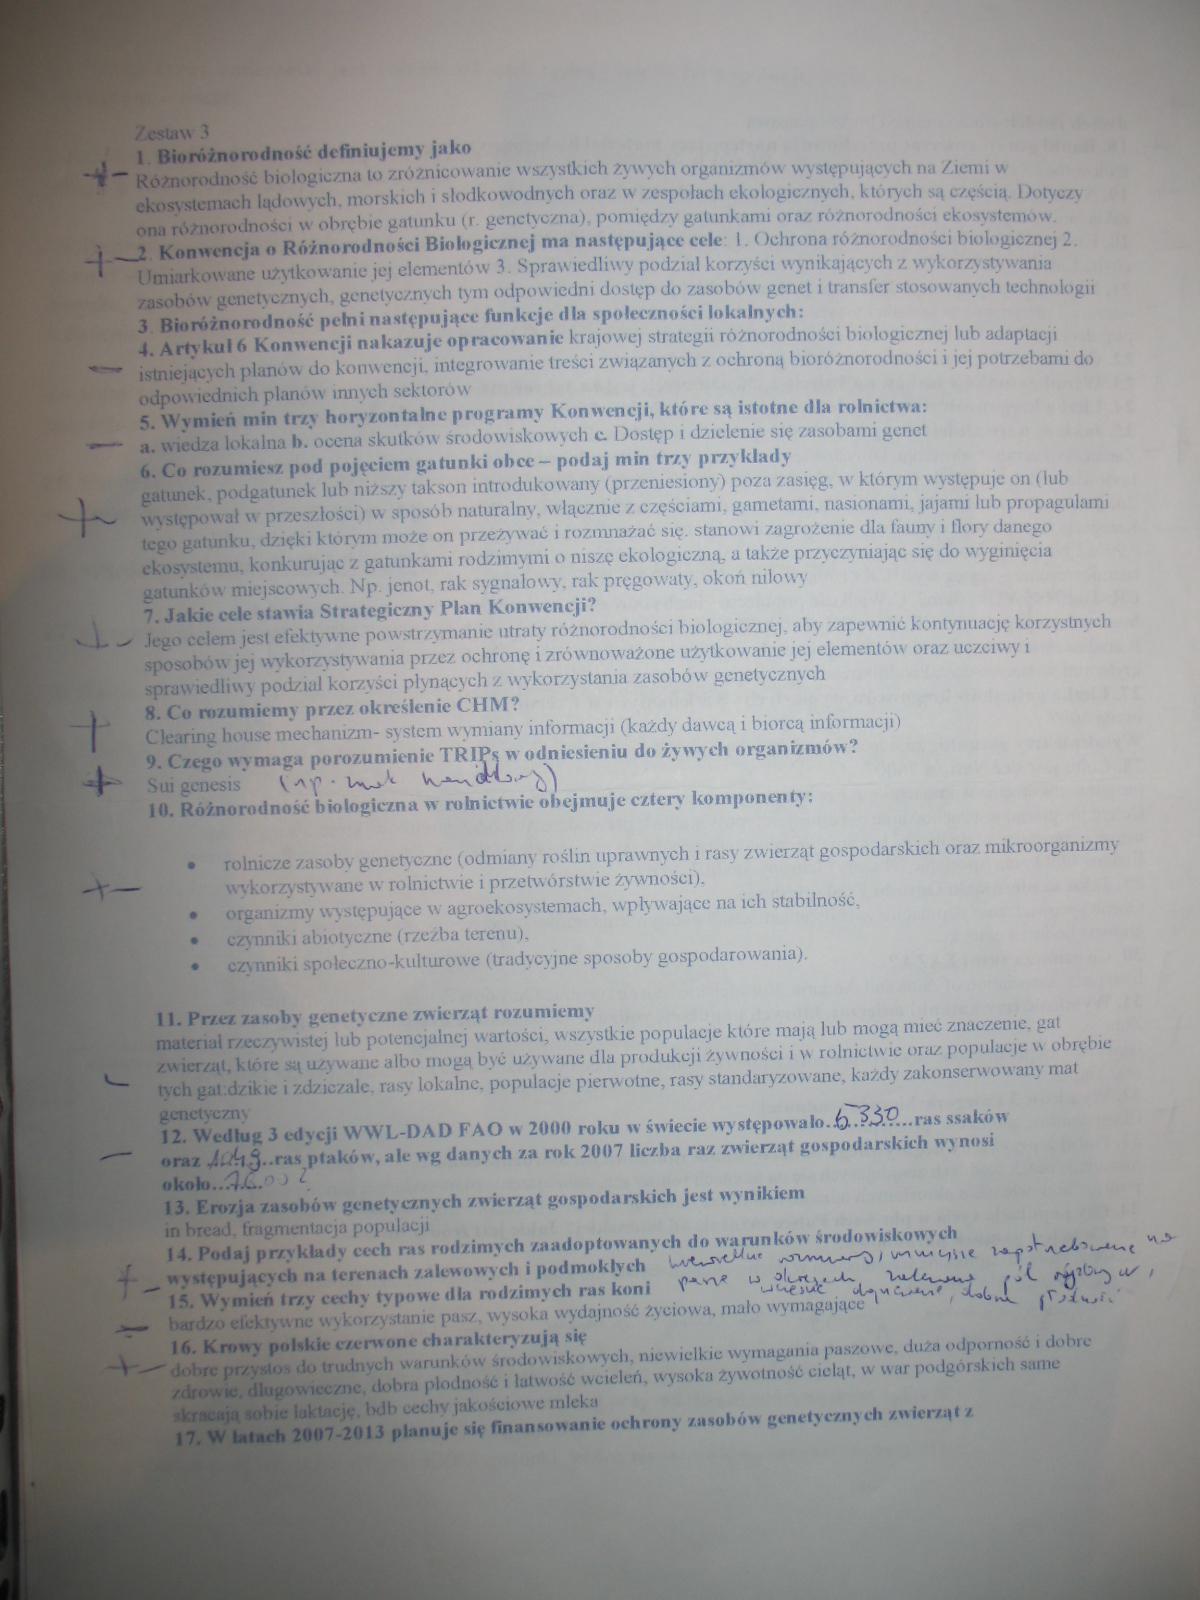 Zestaw 3
1. Bioróżnorodność definiujemy jako
+ - Różnorodność biologiczna to zróżnicowanie wszystkich żywych organizmów występujących na Ziemi w
ekosystemach lądowych, morskich i słodkowodnych oraz w zespołach ekologicznych, których są częścią. Dotyczy
ona różnorodności w obrębie gatunku (r. genetyczna), pomiędzy gatunkami oraz różnorodności ekosystemów.
+ - 2. Konwencja o Różnorodności Biologicznej ma następujące cele: 1. Ochrona różnorodności biologicznej 2.
Umiarkowane użytkowanie jej elementów 3. Sprawiedliwy podział korzyści wynikających z wykorzystywania
zasobów genetycznych, genetycznych tym odpowiedni dostęp do zasobów genet i transfer stosowanych technologii
3. Bioróżnorodność pełni następujące funkcje dla społeczności lokalnych:
4. Artykuł 6 Konwencji nakazuje opracowanie krajowej strategii różnorodności biologicznej lub adaptacji
- istniejących planów do konwencji, integrowanie treści związanych z ochroną bioróżnorodności i jej potrzebami do
odpowiednich planów innych sektorów
5. Wymień min trzy horyzontalne programy Konwencji, które są istotne dla rolnictwa:
- a. wiedza lokalna b. ocena skutków środowiskowych c. Dostęp i dzielenie się zasobami genet
6. Co rozumiesz pod pojęciem gatunki obce – podaj min trzy przykłady
gatunek, podgatunek lub niższy takson introdukowany (przeniesiony) poza zasięg, w którym występuje on (lub
+ występował w przeszłości) w sposób naturalny, włącznie z częściami, gametami, nasionami, jajami lub propagulami
tego gatunku, dzięki którym może on przeżywać i rozmnażać się. stanowi zagrożenie dla fauny i flory danego
ekosystemu, konkurując z gatunkami rodzimymi o niszę ekologiczną, a także przyczyniając się do wyginięcia
gatunków miejscowych. Np. jenot, rak sygnałowy, rak pręgowaty, okoń nilowy
7. Jakie cele stawia Strategiczny Plan Konwencji?
Jego celem jest efektywne powstrzymanie utraty różnorodności biologicznej, aby zapewnić kontynuację korzystnych
sposobów jej wykorzystywania przez ochronę i zrównoważone użytkowanie jej elementów oraz uczciwy i
sprawiedliwy podział korzyści płynących z wykorzystania zasobów genetycznych
8. Co rozumiemy przez określenie CHM?
+ Clearing house mechanizm- system wymiany informacji (każdy dawcą i biorcą informacji)
9. Czego wymaga porozumienie TRIPs w odniesieniu do żywych organizmów?
+ Sui genesis (np. znak handlowy)
10. Różnorodność biologiczna w rolnictwie obejmuje cztery komponenty:
• rolnicze zasoby genetyczne (odmiany roślin uprawnych i rasy zwierząt gospodarskich oraz mikroorganizmy
+ - wykorzystywane w rolnictwie i przetwórstwie żywności),
• organizmy występujące w agroekosystemach, wpływające na ich stabilność,
• czynniki abiotyczne (rzeźba terenu),
• czynniki społeczno-kulturowe (tradycyjne sposoby gospodarowania).
11. Przez zasoby genetyczne zwierząt rozumiemy
materiał rzeczywistej lub potencjalnej wartości, wszystkie populacje które mają lub mogą mieć znaczenie, gat
zwierząt, które są używane albo mogą być używane dla produkcji żywności i w rolnictwie oraz populacje w obrębie
- tych gat:dzikie i zdziczałe, rasy lokalne, populacje pierwotne, rasy standaryzowane, każdy zakonserwowany mat
genetyczny
12. Według 3 edycji WWL-DAD FAO w 2000 roku w świecie występowało..5330....ras ssaków
- oraz 1049..ras ptaków, ale wg danych za rok 2007 liczba raz zwierząt gospodarskich wynosi
około...
13. Erozja zasobów genetycznych zwierząt gospodarskich jest wynikiem
in bread, fragmentacja populacji
14. Podaj przykłady cech ras rodzimych zaadoptowanych do warunków środowiskowych
+ - występujących na terenach zalewowych i podmokłych niewielkie rozmiary, mniejsze zapotrzebowanie na
paszę w okresach zalewania pól
15. Wymień trzy cechy typowe dla rodzimych ras koni
- bardzo efektywne wykorzystanie pasz, wysoka wydajność życiowa, mało wymagające
16. Krowy polskie czerwone charakteryzują się
+ - dobre przystos do trudnych warunków środowiskowych, niewielkie wymagania paszowe, duża odporność i dobre
zdrowie, długowieczne, dobra płodność i łatwość wcieleń, wysoka żywotność cieląt, w war podgórskich same
skracają sobie laktację, bdb cechy jakościowe mleka
17. W latach 2007-2013 planuje się finansowanie ochrony zasobów genetycznych zwierząt z